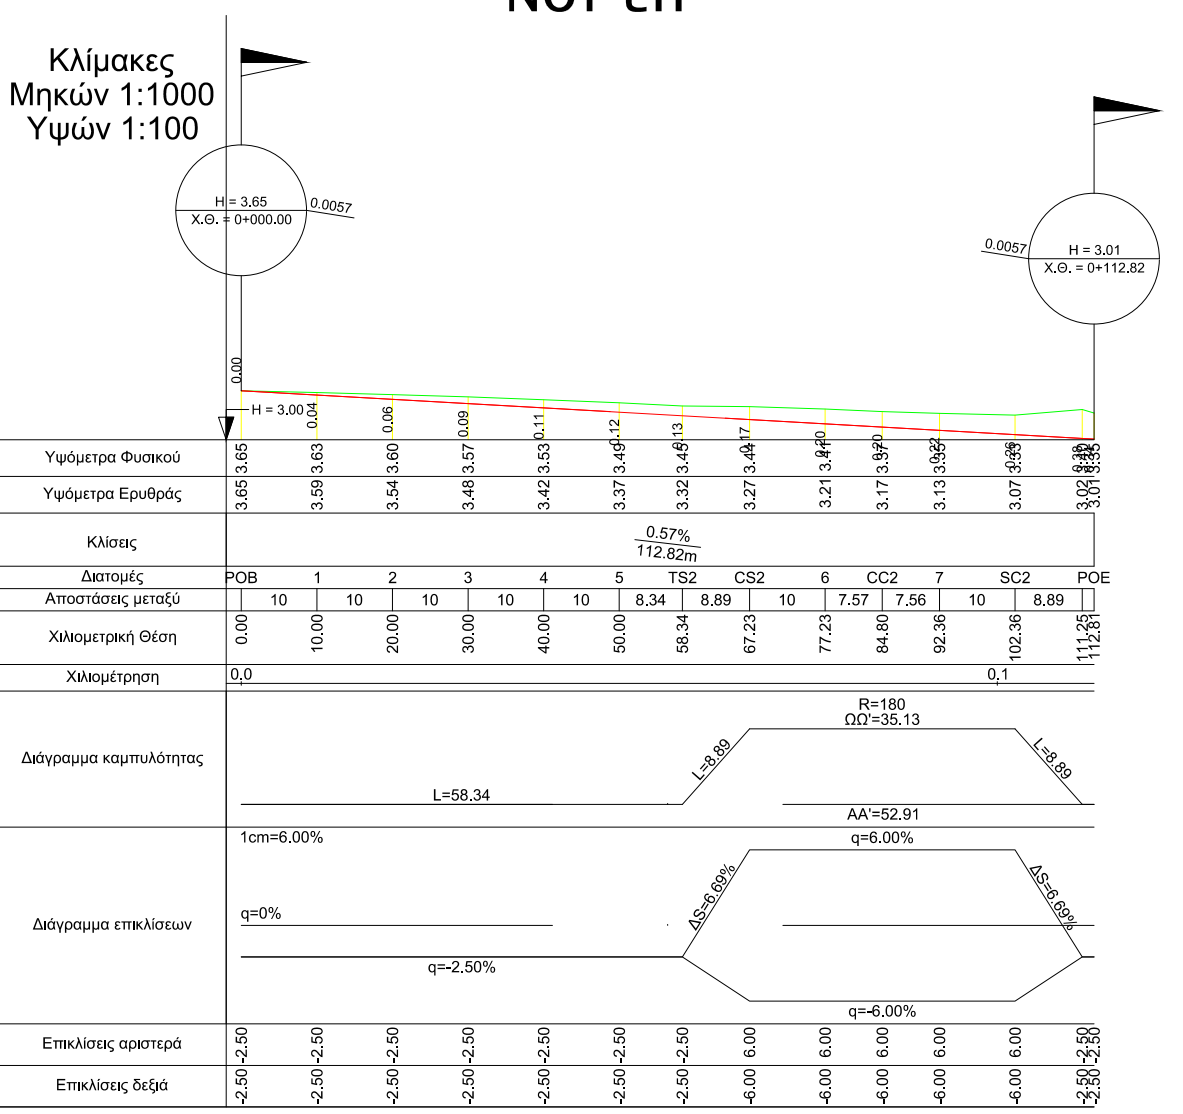 Κλίμακες
Μηκών 1:1000
Υψών 1:100
H = 3.65
Χ.Θ. = 0+000.00
0.0057
0.0057
H = 3.01
Χ.Θ. = 0+112.82
H = 3.00
0.00 0.04 0.06 0.09 0.11 0.12 0.13 0.17 0.20 0.20 0.22
Υψόμετρα Φυσικού 3.65 3.63 3.60 3.57 3.53 3.49 3.45 3.44 3.41 3.37 3.35 3.33 3.35
Υψόμετρα Ερυθράς 3.65 3.59 3.54 3.48 3.42 3.37 3.32 3.27 3.21 3.17 3.13 3.07 3.02 3.01
Κλίσεις 0.57%
112.82m
Διατομές POB 1 2 3 4 5 TS2 CS2 6 CC2 7 SC2 POE
Αποστάσεις μεταξύ 10 10 10 10 10 8.34 8.89 10 7.57 7.56 10 8.89
Χιλιομετρική Θέση 0.00 10.00 20.00 30.00 40.00 50.00 58.34 67.23 77.23 84.80 92.36 102.36 111.25 112.81
Χιλιομέτρηση 0.0 0.1
Διάγραμμα καμπυλότητας
L=58.34
L=8.89
R=180
ΩΩ'=35.13
L=8.89
AA'=52.91
Διάγραμμα επικλίσεων
1cm=6.00%
q=0%
q=-2.50%
ΔS=6.69%
q=6.00%
ΔS=6.69%
q=-6.00%
Επικλίσεις αριστερά -2.50 -2.50 -2.50 -2.50 -2.50 -2.50 -2.50 6.00 6.00 6.00 6.00 6.00 -2.50 -2.50
Επικλίσεις δεξιά -2.50 -2.50 -2.50 -2.50 -2.50 -2.50 -2.50 -6.00 -6.00 -6.00 -6.00 -6.00 -2.50 -2.50